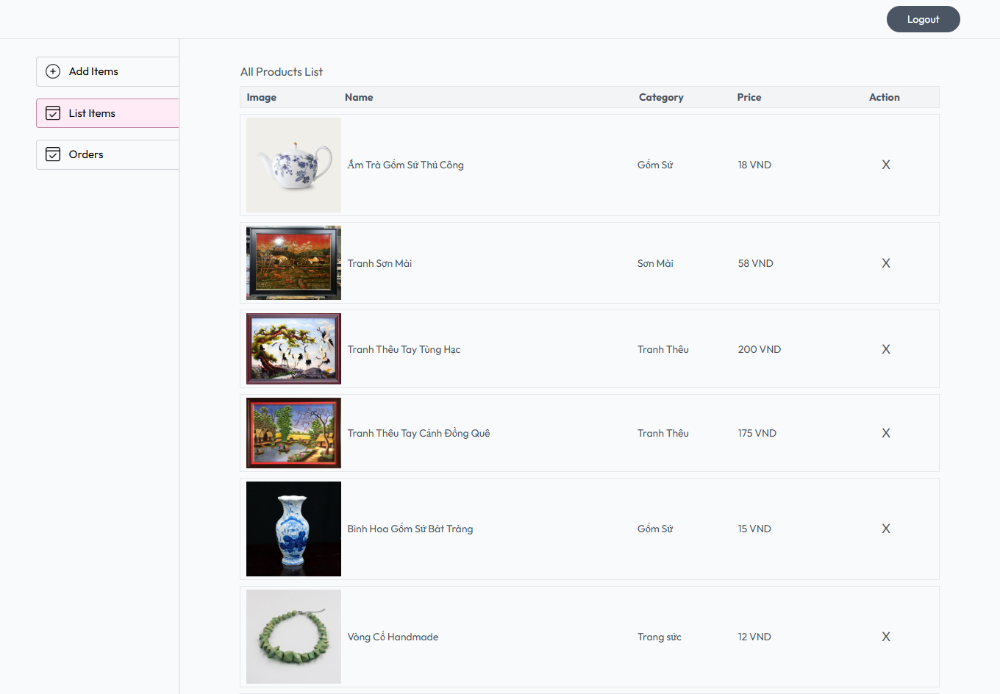 Logout
Add Items
List Items
Orders
All Products List
Image Name Category Price Action
Ấm Trà Gốm Sứ Thủ Công Gốm Sứ 18 VND X
Tranh Sơn Mài Sơn Mài 58 VND X
Tranh Thêu Tay Tùng Hạc Tranh Thêu 200 VND X
Tranh Thêu Tay Cảnh Đồng Quê Tranh Thêu 175 VND X
Bình Hoa Gốm Sứ Bát Tràng Gốm Sứ 15 VND X
Vòng Cổ Handmade Trang sức 12 VND X